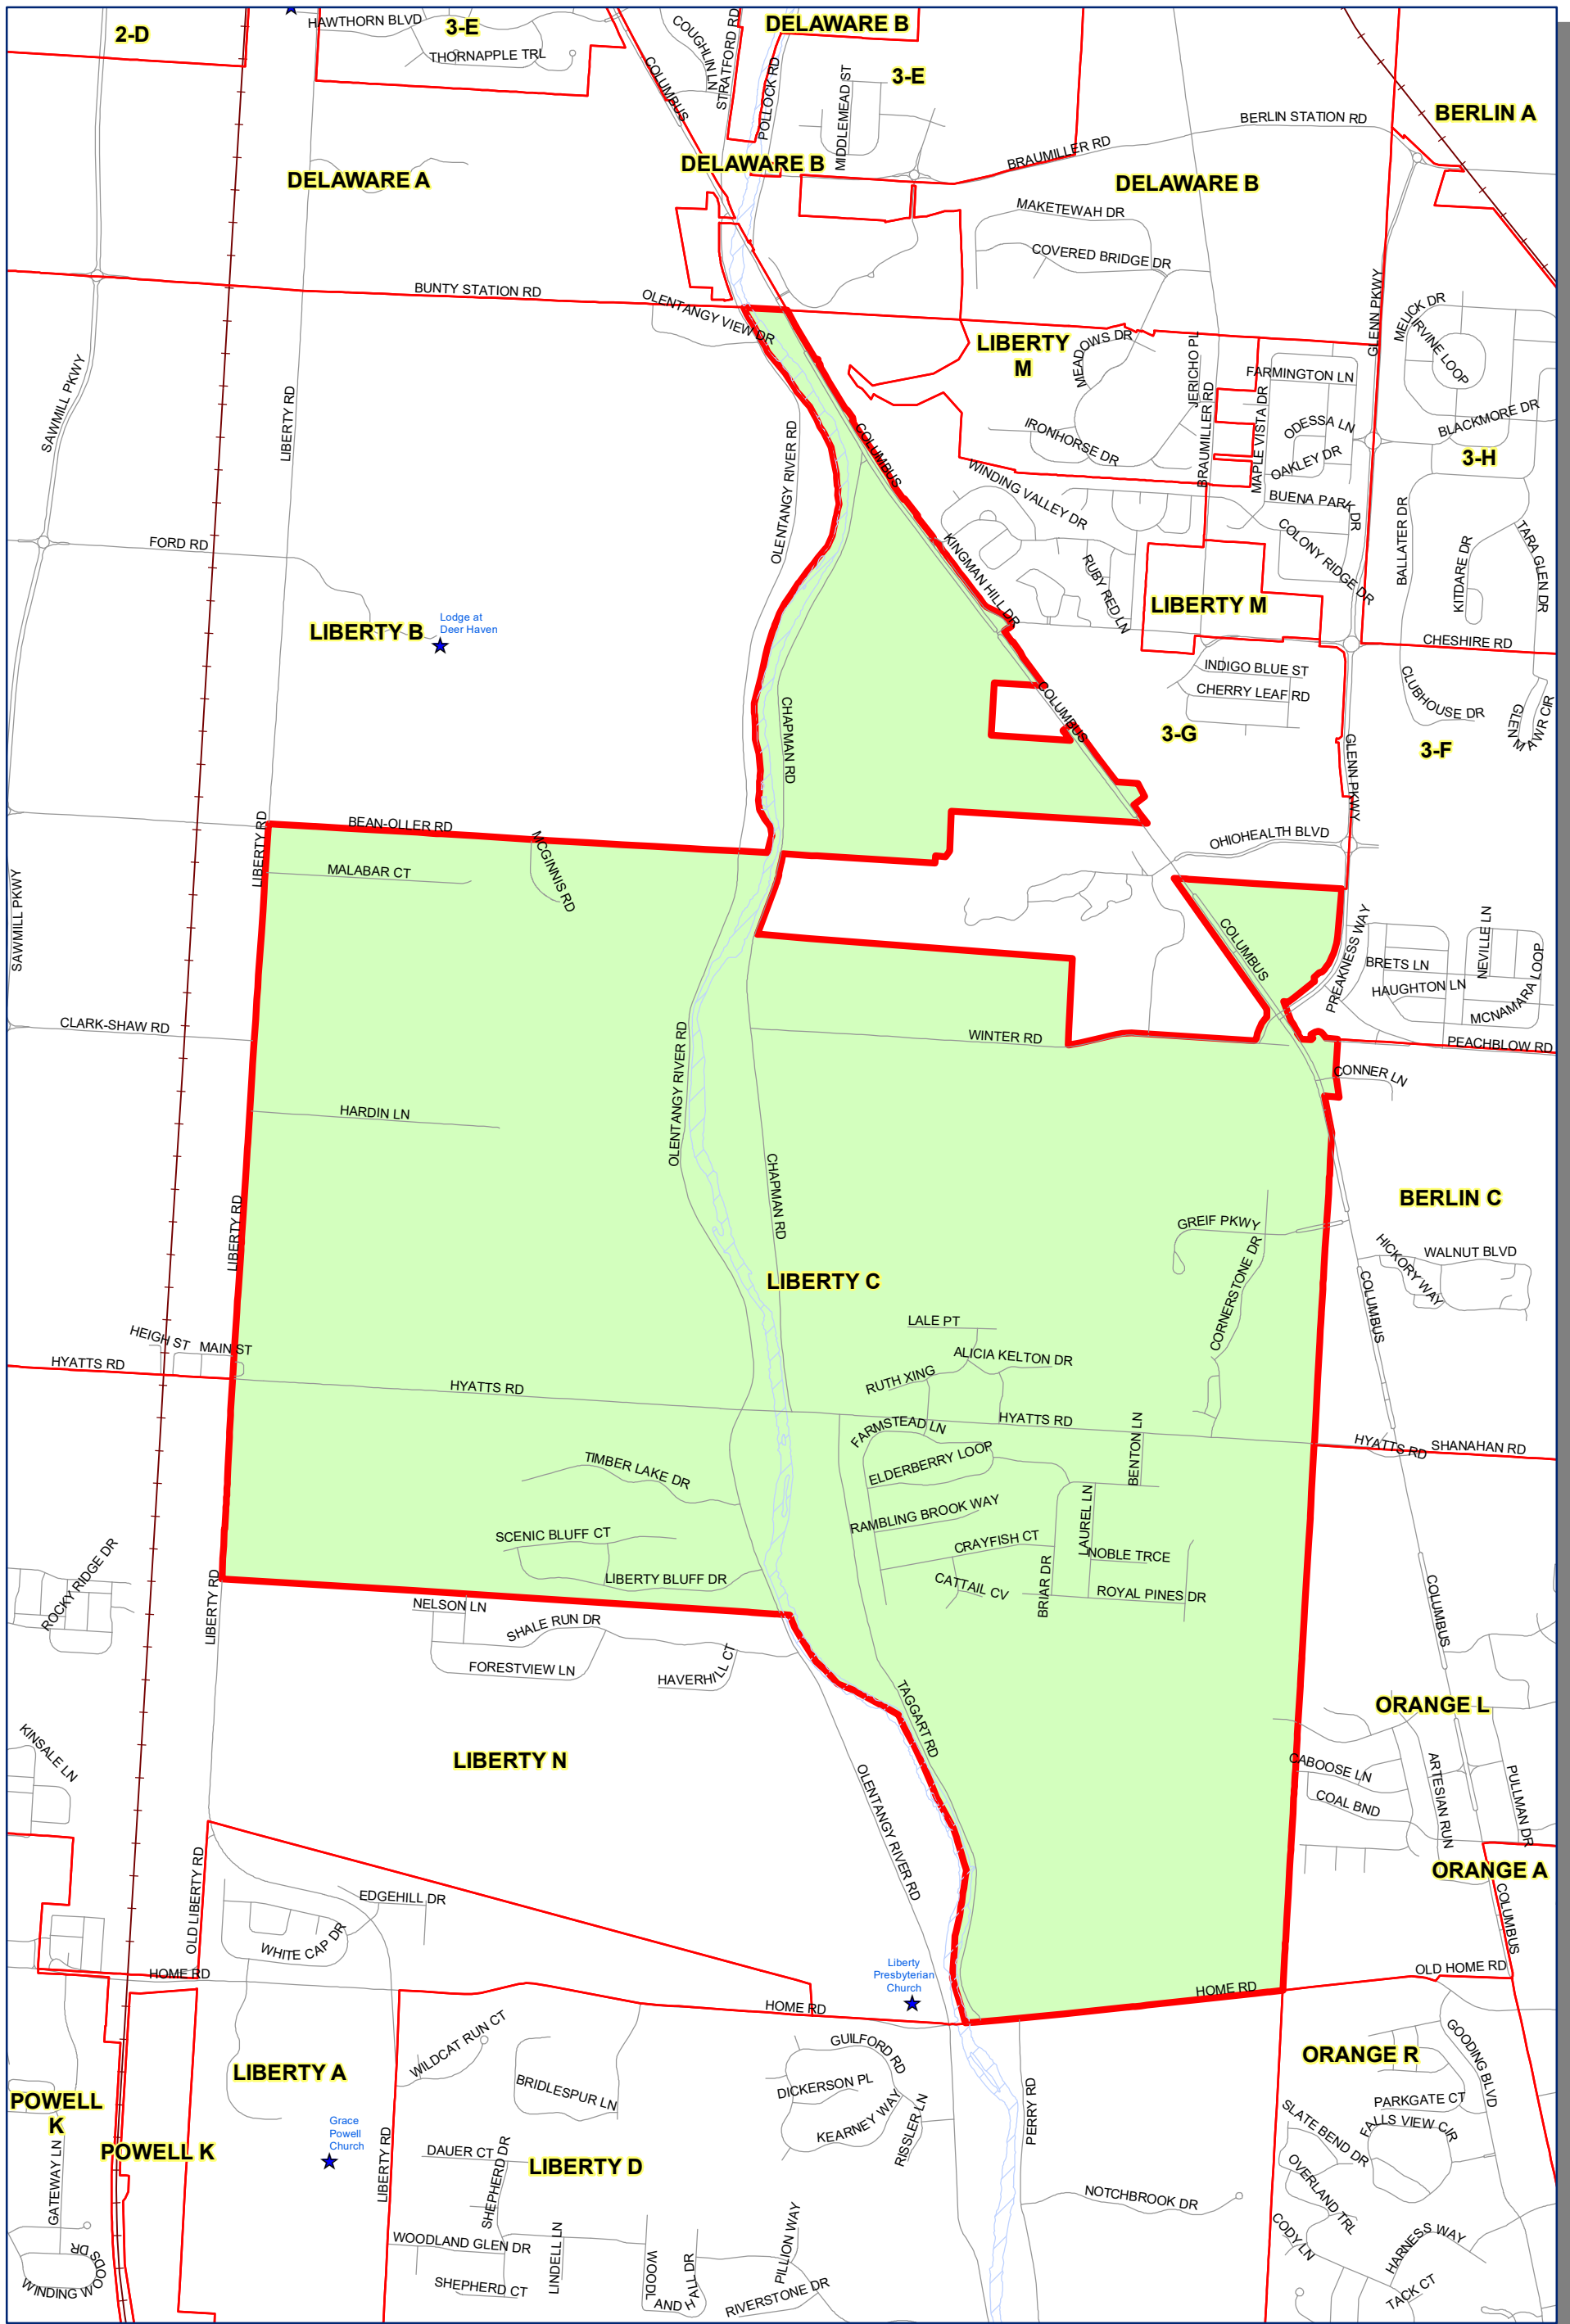 2-D
HAWTHORN BLVD
3-E
THORNAPPLE TRL
COLUMBUS
COUGHLIN LN
STRATFORD RD
POLLOCK RD
DELAWARE B
3-E
MIDDLEMEAD ST
BERLIN STATION RD
BERLIN A
BRAUMILLER RD
DELAWARE A
DELAWARE B
DELAWARE B
MAKETEWAH DR
COVERED BRIDGE DR
BUNTY STATION RD
OLENTANGY VIEW DR
LIBERTY
M
MEADOWS DR
JERICHO PL
GLENN PKWY
MELICK DR
IRVINE LOOP
FARMINGTON LN
SAWMILL PKWY
LIBERTY RD
OLENTANGY RIVER RD
COLUMBUS
IRONHORSE DR
BRAUMILLER RD
MAPLE VISTA DR
ODESSA LN
OAKLEY DR
BLACKMORE DR
3-H
WINDING VALLEY DR
BUENA PARK DR
COLONY RIDGE DR
BALLATER DR
KITDARE DR
TARA GLEN DR
FORD RD
KINGMAN HILL DR
RUBY RED LN
LIBERTY B
Lodge at
Deer Haven
LIBERTY M
CHESHIRE RD
INDIGO BLUE ST
CHERRY LEAF RD
CLUBHOUSE DR
GLEN MAWR CIR
CHAPMAN RD
COLUMBUS
3-G
3-F
GLENN PKWY
LIBERTY RD
BEAN-OLLER RD
MALABAR CT
MCGINNIS RD
OHIOHEALTH BLVD
SAWMILL PKWY
COLUMBUS
PREAKNESS WAY
BRETS LN
NEVILLE LN
HAUGHTON LN
MCNAMARA LOOP
CLARK-SHAW RD
OLENTANGY RIVER RD
WINTER RD
PEACHBLOW RD
CONNER LN
HARDIN LN
CHAPMAN RD
LIBERTY RD
GREIF PKWY
CORNERSTONE DR
BERLIN C
HICKORY WAY
WALNUT BLVD
COLUMBUS
LIBERTY C
LALE PT
ALICIA KELTON DR
RUTH XING
HEIGH ST
MAIN ST
HYATTS RD
HYATTS RD
HYATTS RD
HYATTS RD
SHANAHAN RD
FARMSTEAD LN
ELDERBERRY LOOP
BENTON LN
TIMBER LAKE DR
RAMBLING BROOK WAY
LAUREL LN
SCENIC BLUFF CT
CRAYFISH CT
NOBLE TRCE
LIBERTY BLUFF DR
CATTAIL CV
BRIAR DR
ROYAL PINES DR
ROCKY RIDGE DR
LIBERTY RD
COLUMBUS
NELSON LN
SHALE RUN DR
FORESTVIEW LN
HAVERHILL CT
TAGGART RD
ORANGE L
KINSALE LN
LIBERTY N
OLENTANGY RIVER RD
CABOOSE LN
COAL BND
ARTESIAN RUN
PULLMAN DR
ORANGE A
OLD LIBERTY RD
EDGEHILL DR
WHITE CAP DR
COLUMBUS
HOME RD
Liberty
Presbyterian
Church
HOME RD
HOME RD
OLD HOME RD
WILDCAT RUN CT
GUILFORD RD
LIBERTY A
ORANGE R
GOODING BLVD
POWELL
K
BRIDLESPUR LN
DICKERSON PL
KEARNEY WAY
RISSLER LN
PERRY RD
PARKGATE CT
SLATE BEND DR
FALLS VIEW CIR
Grace
Powell
Church
POWELL K
LIBERTY RD
DAUER CT
SHEPHERD DR
LIBERTY D
GATEWAY LN
NOTCHBROOK DR
OVERLAND TRL
CODY LN
HARNESS WAY
WOODLAND GLEN DR
LINDELL LN
WOODLAND HALL DR
PILLION WAY
SHEPHERD CT
RIVERSTONE DR
TACK CT
WINDING WOODS DR